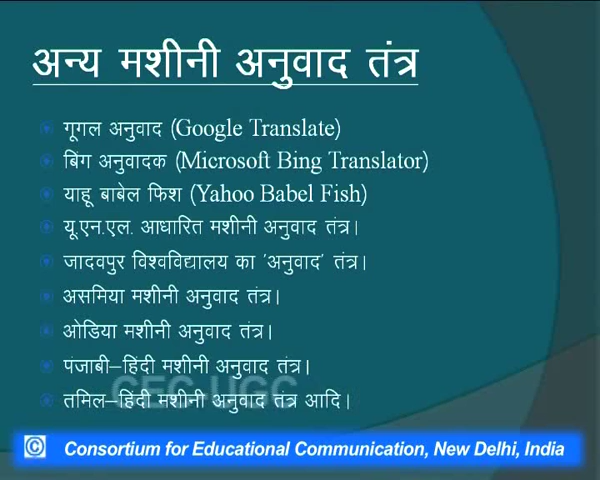 अन्य मशीनी अनुवाद तंत्र
गूगल अनुवाद (Google Translate)
बिंग अनुवादक (Microsoft Bing Translator)
याहू बाबेल फिश (Yahoo Babel Fish)
यू.एन.एल. आधारित मशीनी अनुवाद तंत्र।
जादवपुर विश्वविद्यालय का 'अनुवाद' तंत्र।
असमिया मशीनी अनुवाद तंत्र।
ओडिया मशीनी अनुवाद तंत्र।
पंजाबी–हिंदी मशीनी अनुवाद तंत्र।
CEC-UGC
तमिल–हिंदी मशीनी अनुवाद तंत्र आदि।
© Consortium for Educational Communication, New Delhi, India